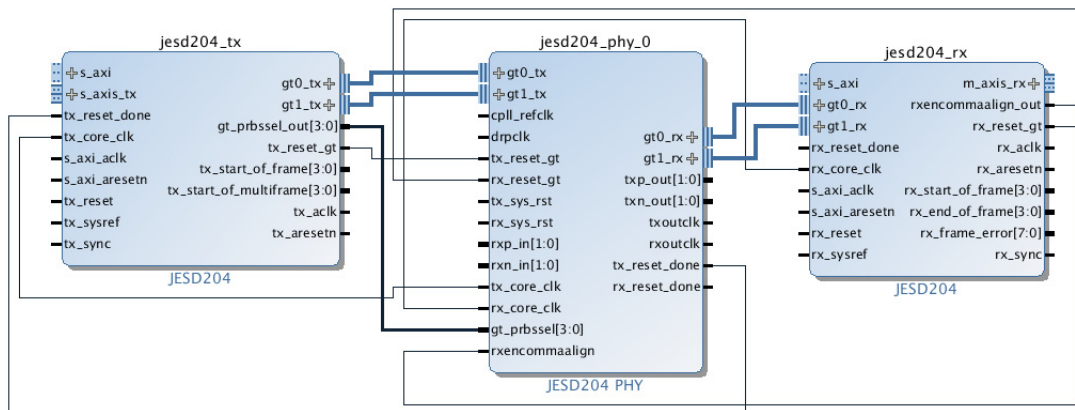 jesd204_tx
s_axi
s_axis_tx
tx_reset_done
tx_core_clk
s_axi_aclk
s_axi_aresetn
tx_reset
tx_sysref
tx_sync
gt0_tx
gt1_tx
gt_prbssel_out[3:0]
tx_reset_gt
tx_start_of_frame[3:0]
tx_start_of_multiframe[3:0]
tx_aclk
tx_aresetn
JESD204
jesd204_phy_0
gt0_tx
gt1_tx
cpll_refclk
drpclk
tx_reset_gt
rx_reset_gt
tx_sys_rst
rx_sys_rst
rxp_in[1:0]
rxn_in[1:0]
tx_core_clk
rx_core_clk
gt_prbssel[3:0]
rxencommaalign
gt0_rx
gt1_rx
txp_out[1:0]
txn_out[1:0]
txoutclk
rxoutclk
tx_reset_done
rx_reset_done
JESD204 PHY
jesd204_rx
s_axi
gt0_rx
gt1_rx
rx_reset_done
rx_core_clk
s_axi_aclk
s_axi_aresetn
rx_reset
rx_sysref
m_axis_rx
rxencommaalign_out
rx_reset_gt
rx_aclk
rx_aresetn
rx_start_of_frame[3:0]
rx_end_of_frame[3:0]
rx_frame_error[7:0]
rx_sync
JESD204